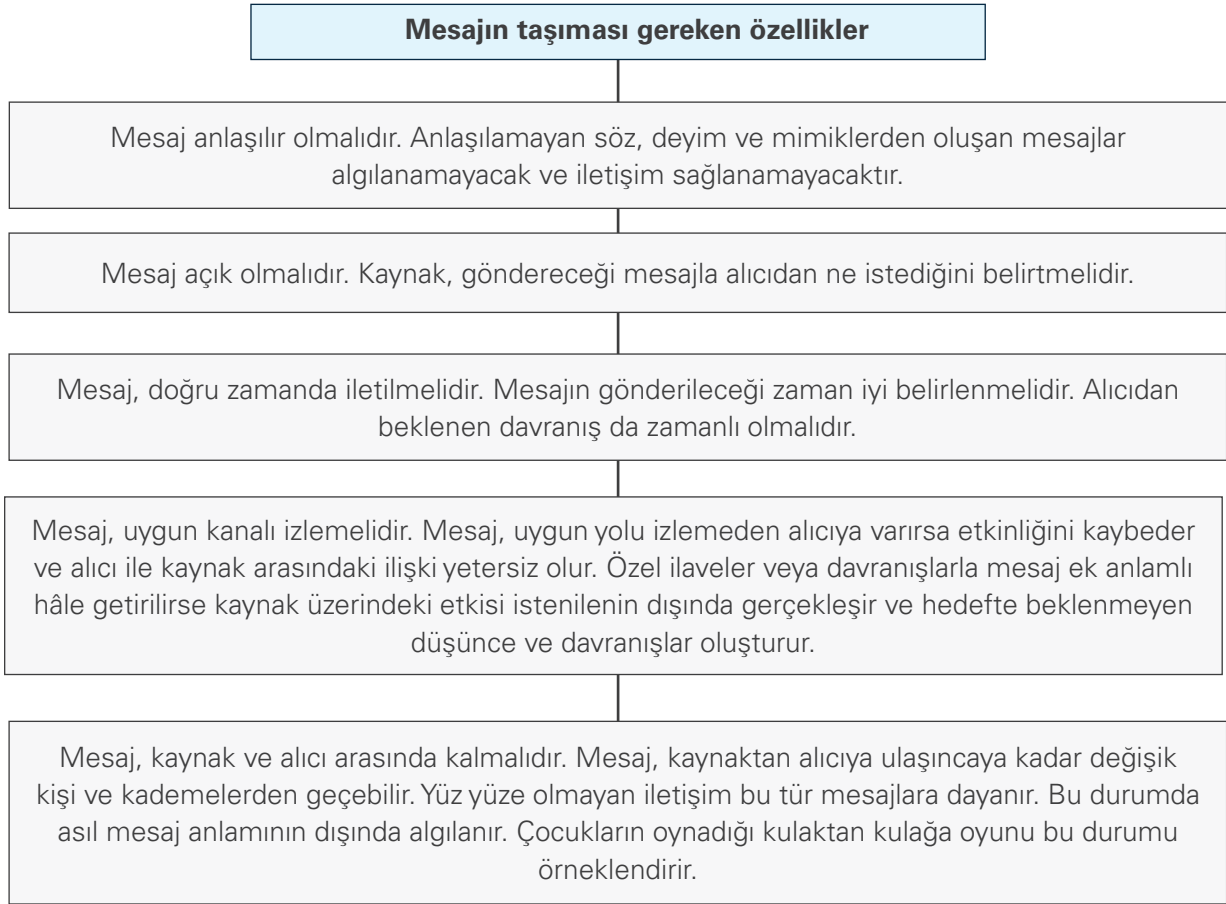 Mesajın taşıması gereken özellikler
Mesaj anlaşılır olmalıdır. Anlaşılamayan söz, deyim ve mimiklerden oluşan mesajlar
algılanamayacak ve iletişim sağlanamayacaktır.
Mesaj açık olmalıdır. Kaynak, göndereceği mesajla alıcıdan ne istediğini belirtmelidir.
Mesaj, doğru zamanda iletilmelidir. Mesajın gönderileceği zaman iyi belirlenmelidir. Alıcıdan
beklenen davranış da zamanlı olmalıdır.
Mesaj, uygun kanalı izlemelidir. Mesaj, uygun yolu izlemeden alıcıya varırsa etkinliğini kaybeder
ve alıcı ile kaynak arasındaki ilişki yetersiz olur. Özel ilaveler veya davranışlarla mesaj ek anlamlı
hâle getirilirse kaynak üzerindeki etkisi istenilenin dışında gerçekleşir ve hedefte beklenmeyen
düşünce ve davranışlar oluşturur.
Mesaj, kaynak ve alıcı arasında kalmalıdır. Mesaj, kaynaktan alıcıya ulaşıncaya kadar değişik
kişi ve kademelerden geçebilir. Yüz yüze olmayan iletişim bu tür mesajlara dayanır. Bu durumda
asıl mesaj anlamının dışında algılanır. Çocukların oynadığı kulaktan kulağa oyunu bu durumu
örneklendirir.